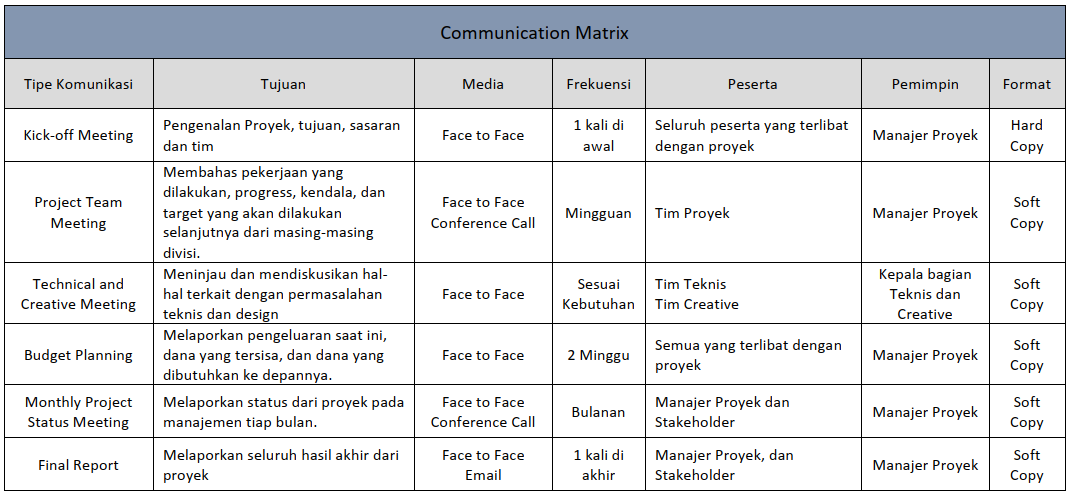 Communication Matrix
Tipe Komunikasi
Tujuan
Media
Frekuensi
Peserta
Pemimpin
Format
Kick-off Meeting
Pengenalan Proyek, tujuan, sasaran
dan tim
Face to Face
1 kali di
awal
Seluruh peserta yang terlibat
dengan proyek
Manajer Proyek
Hard
Copy
Project Team
Meeting
Membahas pekerjaan yang
dilakukan, progress, kendala, dan
target yang akan dilakukan
selanjutnya dari masing-masing
divisi.
Face to Face
Conference Call
Mingguan
Tim Proyek
Manajer Proyek
Soft
Copy
Technical and
Creative Meeting
Meninjau dan mendiskusikan hal-
hal terkait dengan permasalahan
teknis dan design
Face to Face
Sesuai
Kebutuhan
Tim Teknis
Tim Creative
Kepala bagian
Teknis dan
Creative
Soft
Copy
Budget Planning
Melaporkan pengeluaran saat ini,
dana yang tersisa, dan dana yang
dibutuhkan ke depannya.
Face to Face
2 Minggu
Semua yang terlibat dengan
proyek
Manajer Proyek
Soft
Copy
Monthly Project
Status Meeting
Melaporkan status dari proyek pada
manajemen tiap bulan.
Face to Face
Conference Call
Bulanan
Manajer Proyek dan
Stakeholder
Manajer Proyek
Soft
Copy
Final Report
Melaporkan seluruh hasil akhir dari
proyek
Face to Face
Email
1 kali di
akhir
Manajer Proyek, dan
Stakeholder
Manajer Proyek
Soft
Copy